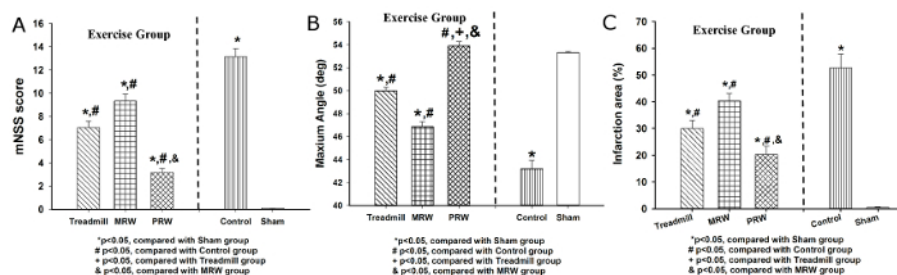 A
Exercise Group
mNSS score
16
14
12
10
8
6
4
2
0
*,#
*,#
*,#,&
*
Treadmill MRW PRW Control Sham
*p<0.05, compared with Sham group
# p<0.05, compared with Control group
+ p<0.05, compared with Treadmill group
& p<0.05, compared with MRW group
B
Exercise Group
Maxium Angle (deg)
56
54
52
50
48
46
44
42
40
*,#
*,#
#,+,&
*
Treadmill MRW PRW Control Sham
*p<0.05, compared with Sham group
# p<0.05, compared with Control group
+ p<0.05, compared with Treadmill group
& p<0.05, compared with MRW group
C
Exercise Group
Infarction area (%)
60
50
40
30
20
10
0
*,#
*,#
*,#,&
*
Treadmill MRW PRW Control Sham
*p<0.05, compared with Sham group
# p<0.05, compared with Control group
+ p<0.05, compared with Treadmill group
& p<0.05, compared with MRW group